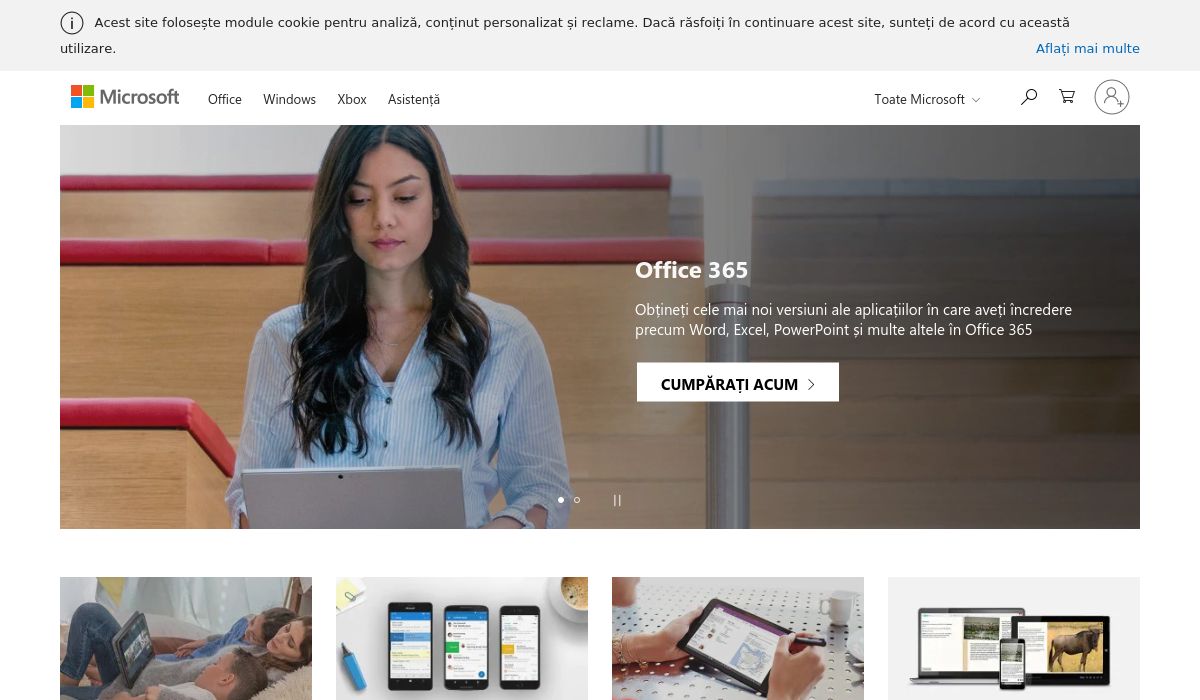 Acest site folosește module cookie pentru analiză, conținut personalizat și reclame. Dacă răsfoiți în continuare acest site, sunteți de acord cu această
utilizare.
Aflați mai multe
Microsoft
Office
Windows
Xbox
Asistență
Toate Microsoft
Office 365
Obțineți cele mai noi versiuni ale aplicațiilor în care aveți încredere
precum Word, Excel, PowerPoint și multe altele în Office 365
CUMPĂRAȚI ACUM